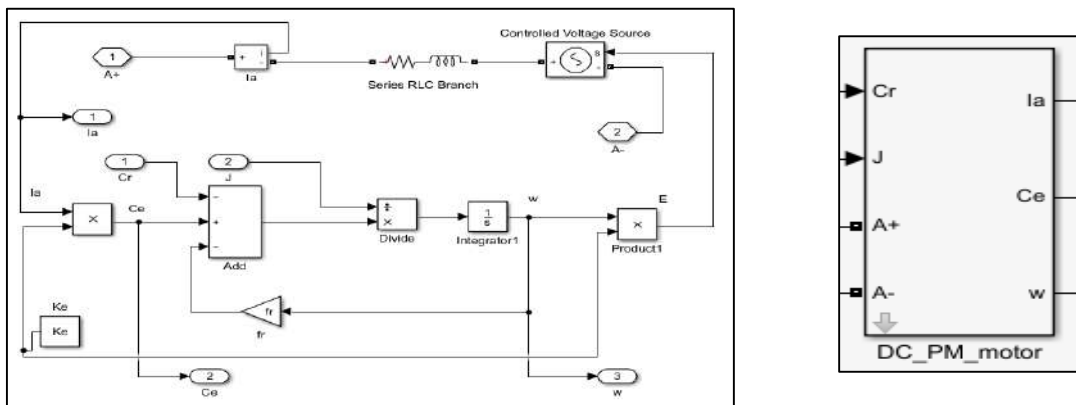 Controlled Voltage Source
1
A+
+
i
-
Ia
Series RLC Branch
+
s
-
1
Ia
2
A-
1
Cr
2
J
Ia
×
Ce
-
+
-
Add
÷
×
Divide
1
s
Integrator1
w
×
Product1
E
fr
fr
Ke
Ke
2
Ce
3
w
Cr
J
A+
A-
Ia
Ce
w
DC_PM_motor